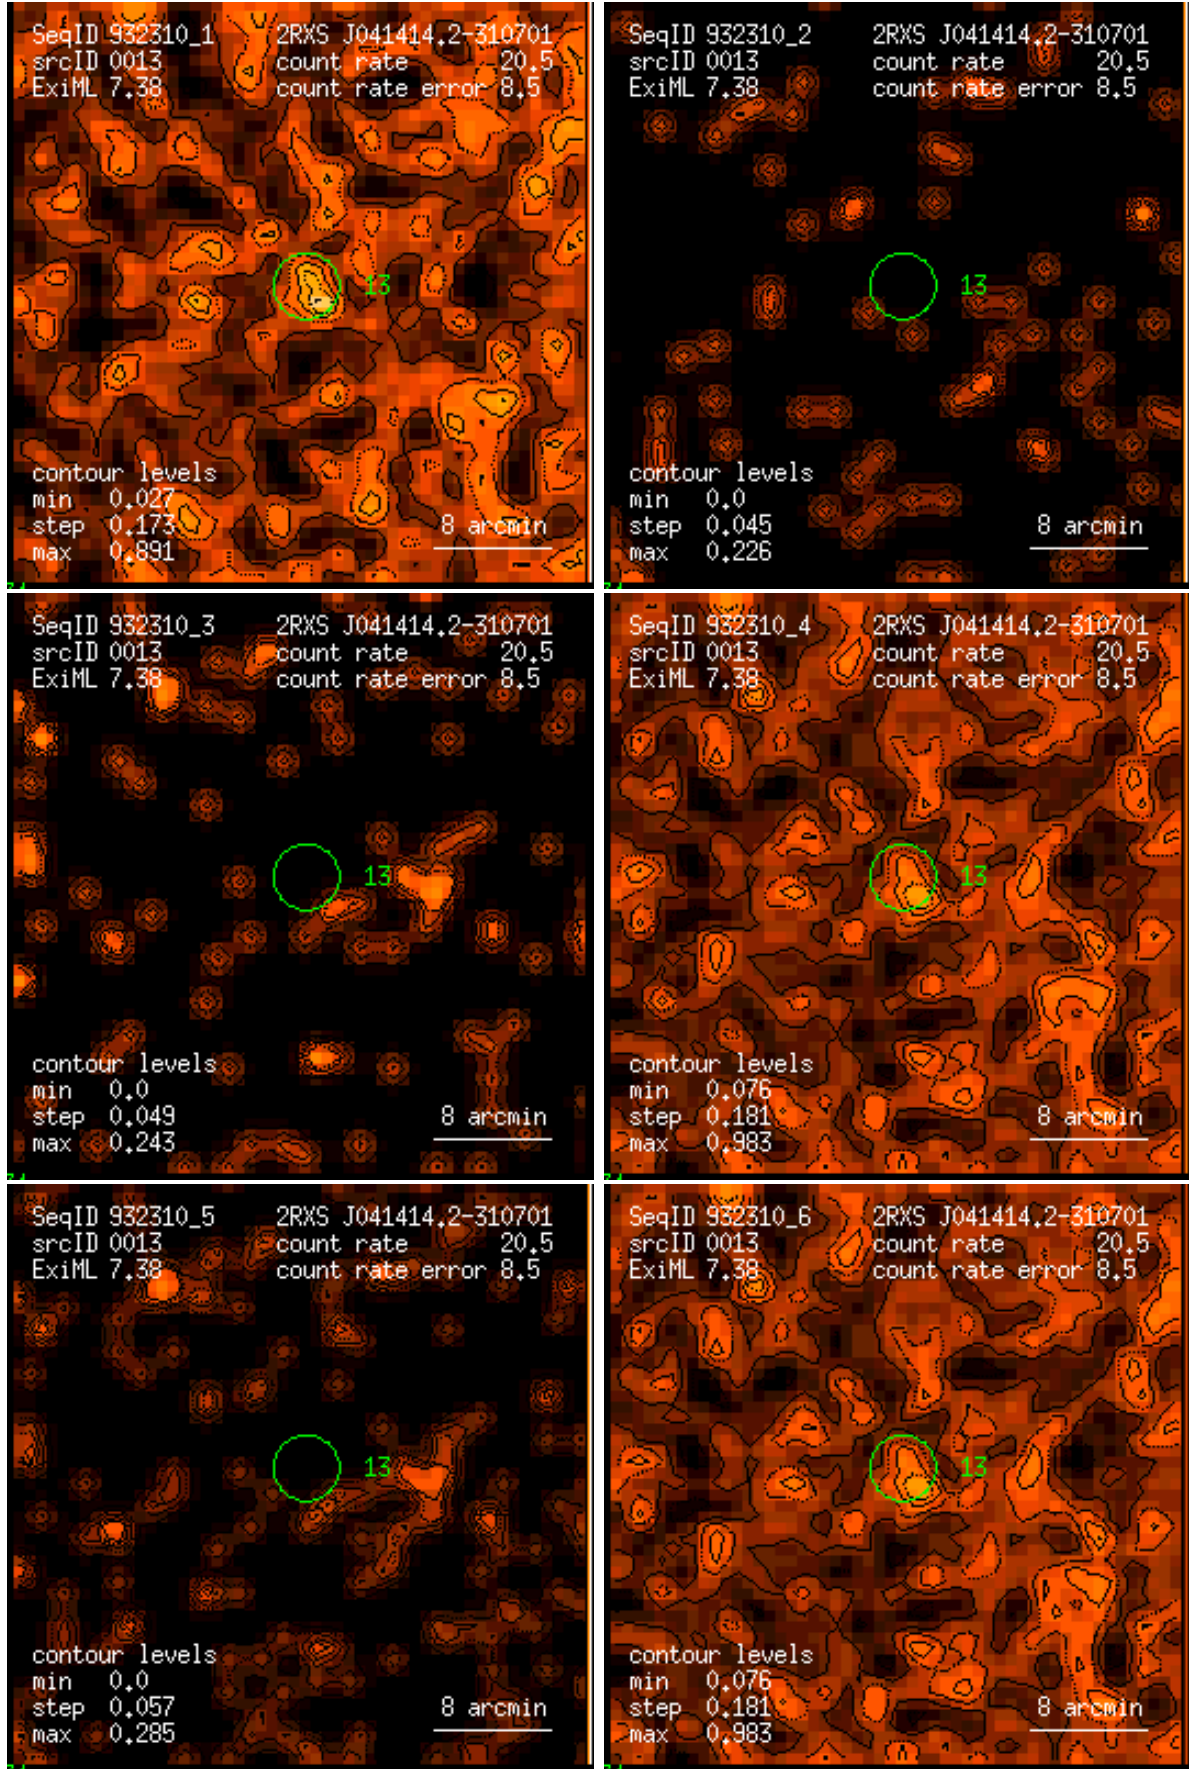 SeqID 932310_1 2RXS J041414.2-310701
srcID 0013 count rate 20.5
ExiML 7.38 count rate error 8.5
13
contour levels
min 0.027
step 0.173
max 0.891
8 arcmin
SeqID 932310_2 2RXS J041414.2-310701
srcID 0013 count rate 20.5
ExiML 7.38 count rate error 8.5
13
contour levels
min 0.0
step 0.045
max 0.226
8 arcmin
SeqID 932310_3 2RXS J041414.2-310701
srcID 0013 count rate 20.5
ExiML 7.38 count rate error 8.5
13
contour levels
min 0.0
step 0.049
max 0.243
8 arcmin
SeqID 932310_4 2RXS J041414.2-310701
srcID 0013 count rate 20.5
ExiML 7.38 count rate error 8.5
13
contour levels
min 0.076
step 0.181
max 0.983
8 arcmin
SeqID 932310_5 2RXS J041414.2-310701
srcID 0013 count rate 20.5
ExiML 7.38 count rate error 8.5
13
contour levels
min 0.0
step 0.057
max 0.285
8 arcmin
SeqID 932310_6 2RXS J041414.2-310701
srcID 0013 count rate 20.5
ExiML 7.38 count rate error 8.5
13
contour levels
min 0.076
step 0.181
max 0.983
8 arcmin